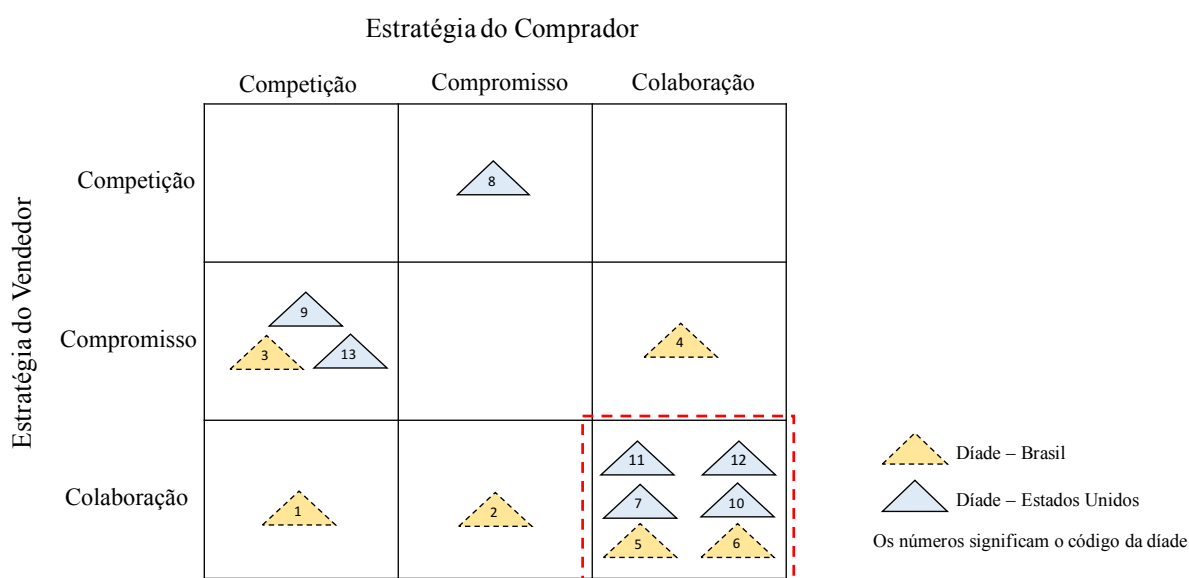 Estratégia do Comprador
Competição
Compromisso
Colaboração
Estratégia do Vendedor
Competição
8
Compromisso
9
3
13
4
Colaboração
1
2
11
12
7
10
5
6
Díade – Brasil
Díade – Estados Unidos
Os números significam o código da díade